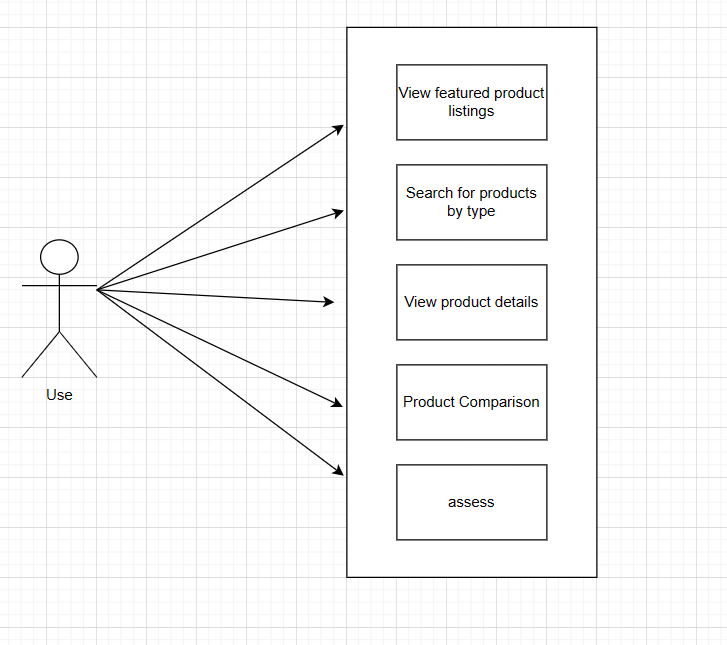 View featured product
listings
Search for products
by type
View product details
Product Comparison
assess
Use